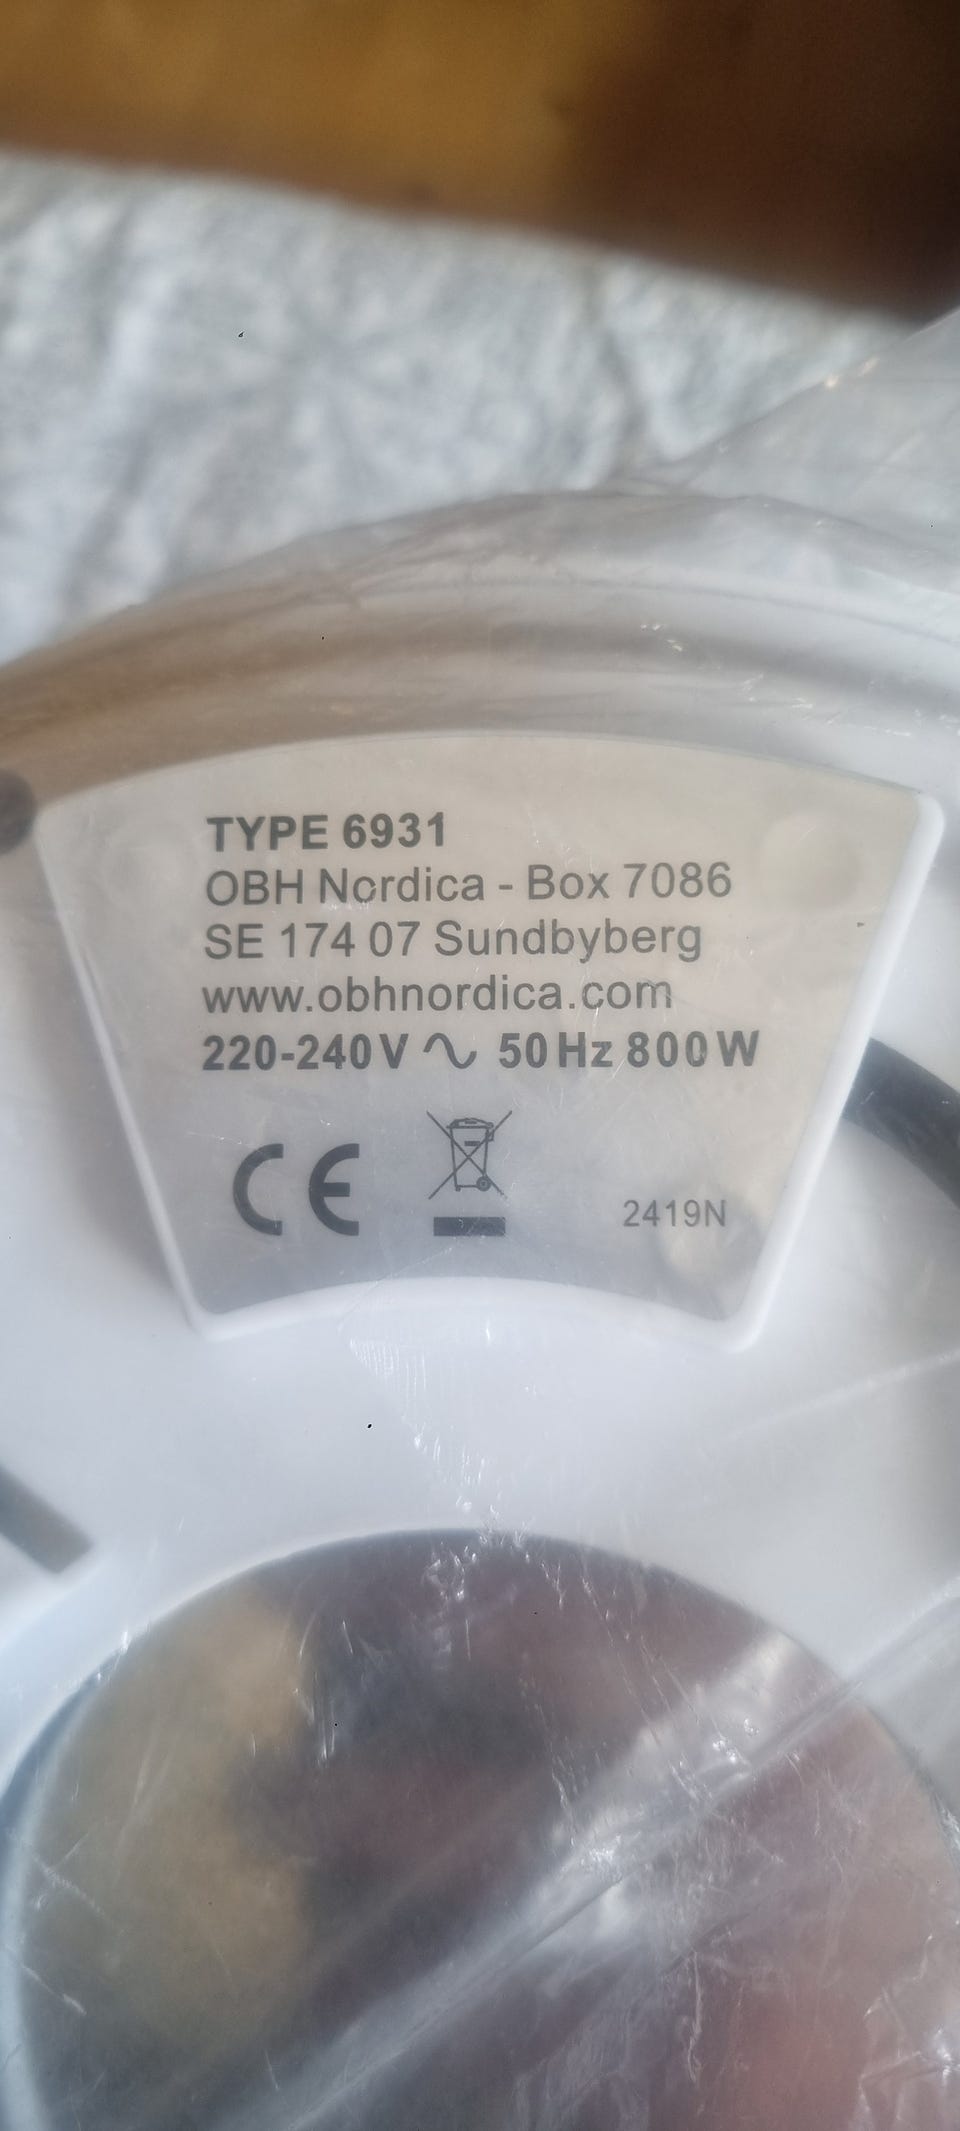 TYPE 6931
OBH Nordica - Box 7086
SE 174 07 Sundbyberg
www.obhnordica.com
220-240V ∿ 50Hz 800W
CE
2419N